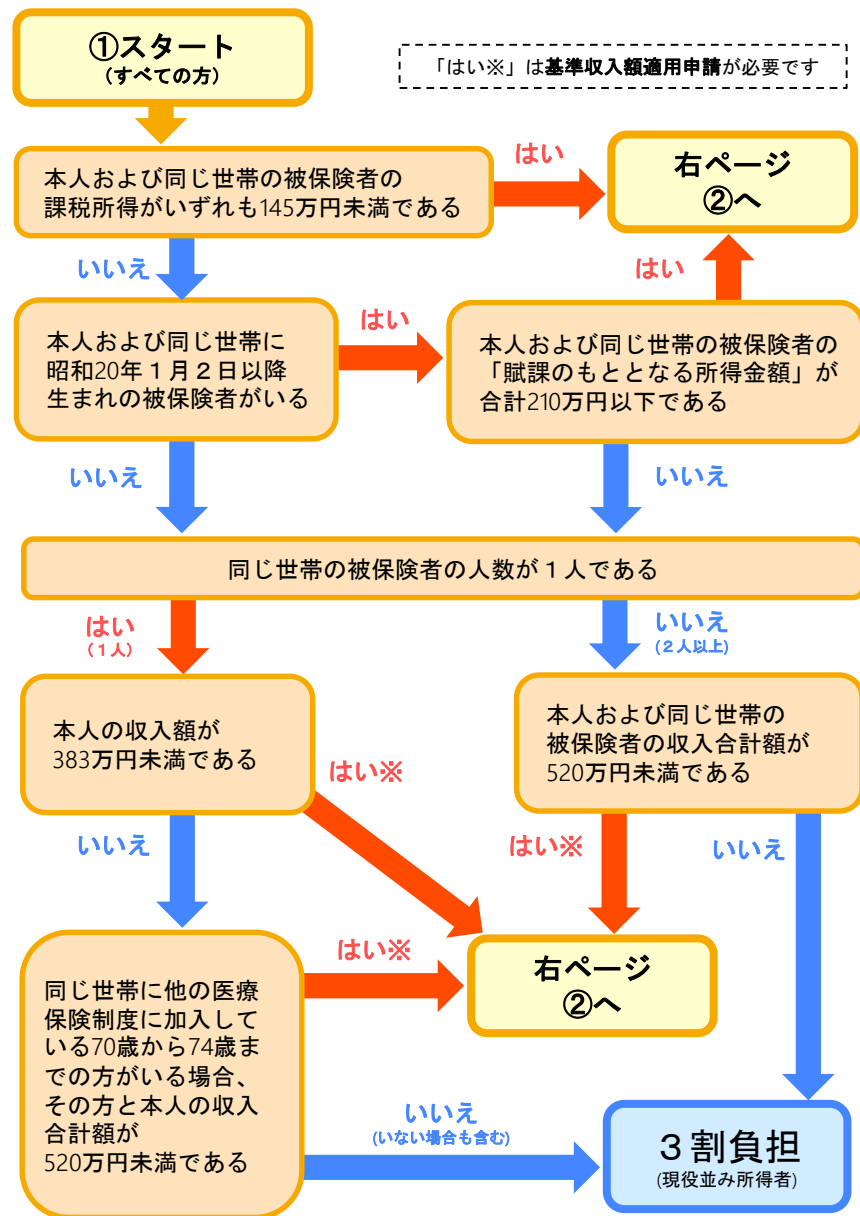 ①スタート
(すべての方)
「はい※」は基準収入額適用申請が必要です
本人および同じ世帯の被保険者の
課税所得がいずれも145万円未満である
はい
右ページ
②へ
いいえ
はい
本人および同じ世帯に
昭和20年1月2日以降
生まれの被保険者がいる
はい
本人および同じ世帯の被保険者の
「賦課のもととなる所得金額」が
合計210万円以下である
いいえ
いいえ
同じ世帯の被保険者の人数が1人である
はい
(1人)
いいえ
(2人以上)
本人の収入額が
383万円未満である
はい※
本人および同じ世帯の
被保険者の収入合計額が
520万円未満である
いいえ
はい※
いいえ
同じ世帯に他の医療
保険制度に加入して
いる70歳から74歳ま
での方がいる場合、
その方と本人の収入
合計額が
520万円未満である
はい※
右ページ
②へ
いいえ
(いない場合も含む)
3割負担
(現役並み所得者)